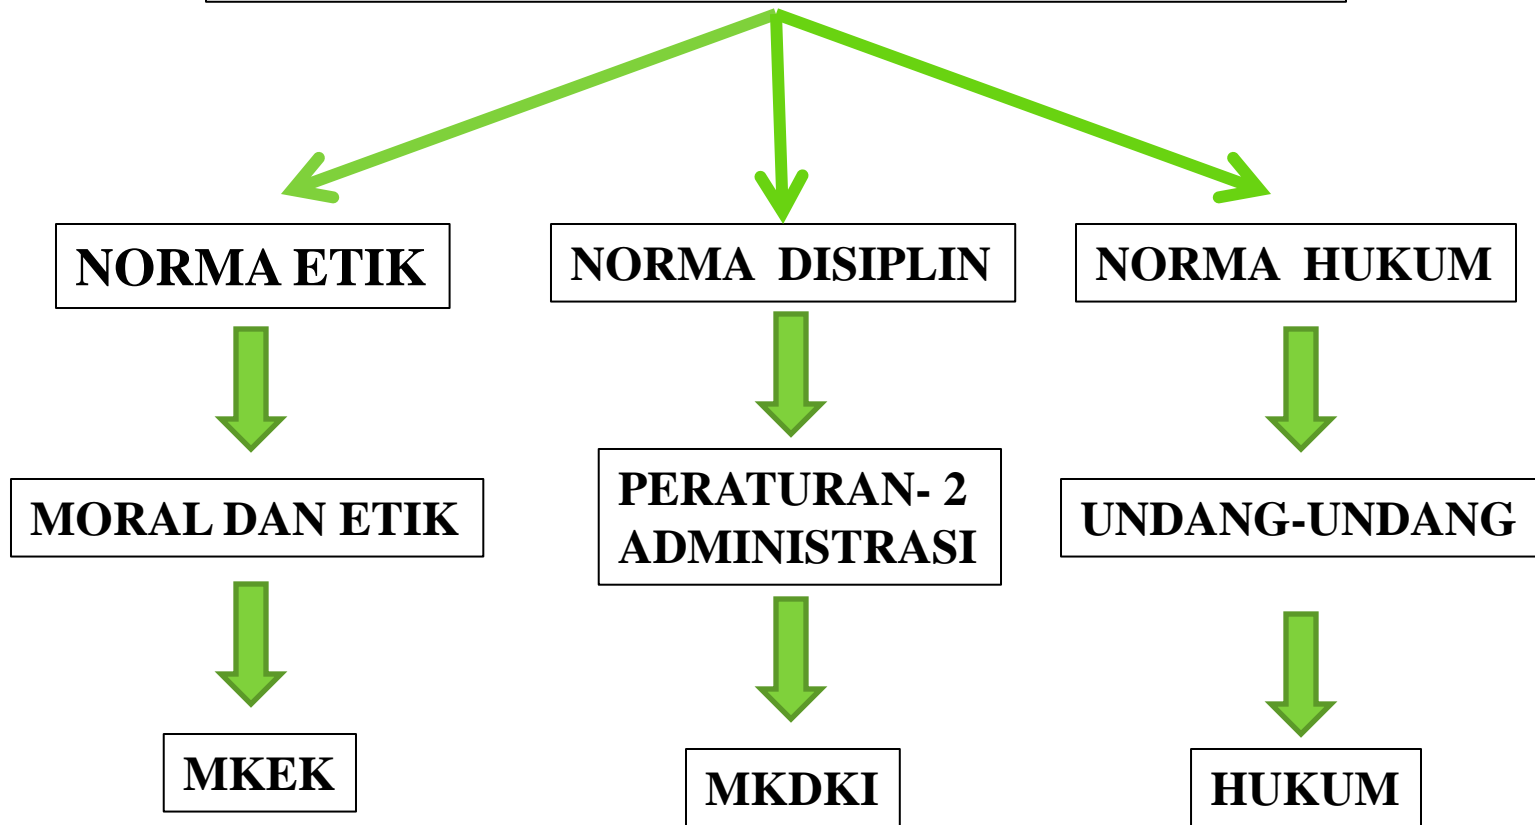 NORMA ETIK
NORMA DISIPLIN
NORMA HUKUM
MORAL DAN ETIK
PERATURAN- 2
ADMINISTRASI
UNDANG-UNDANG
MKEK
MKDKI
HUKUM